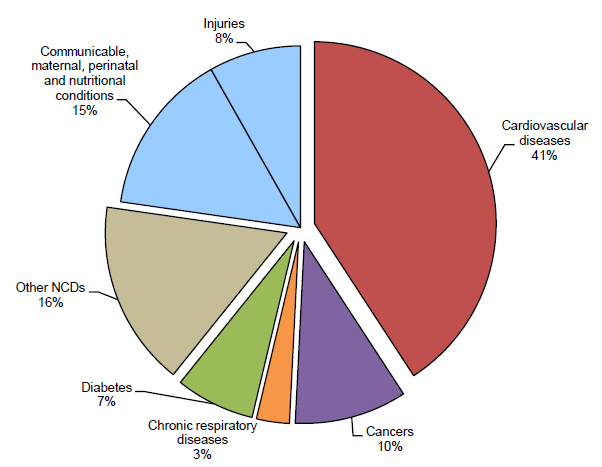 Injuries
8%
Communicable,
maternal, perinatal
and nutritional
conditions
15%
Cardiovascular
diseases
41%
Other NCDs
16%
Diabetes
7%
Chronic respiratory
diseases
3%
Cancers
10%